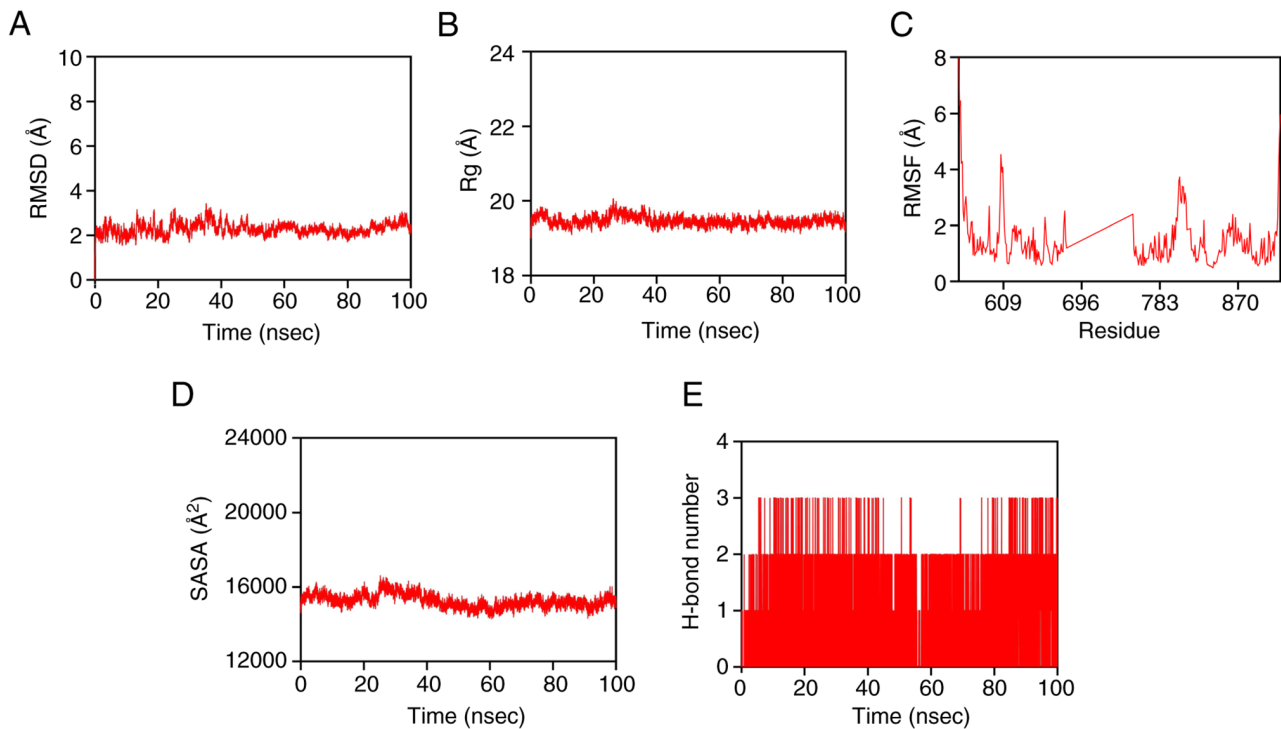 A
RMSD (Å)
10
8
6
4
2
0
0 20 40 60 80 100
Time (nsec)
B
Rg (Å)
24
22
20
18
0 20 40 60 80 100
Time (nsec)
C
RMSF (Å)
8
6
4
2
0
609 696 783 870
Residue
D
SASA (Å²)
24000
20000
16000
12000
0 20 40 60 80 100
Time (nsec)
E
H-bond number
4
3
2
1
0
0 20 40 60 80 100
Time (nsec)